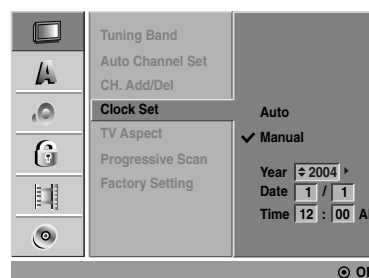 Tuning Band
Auto Channel Set
CH. Add/Del
Clock Set
TV Aspect
Progressive Scan
Factory Setting
Auto
Manual
Year 2004
Date 1 / 1
Time 12 : 00 A
O